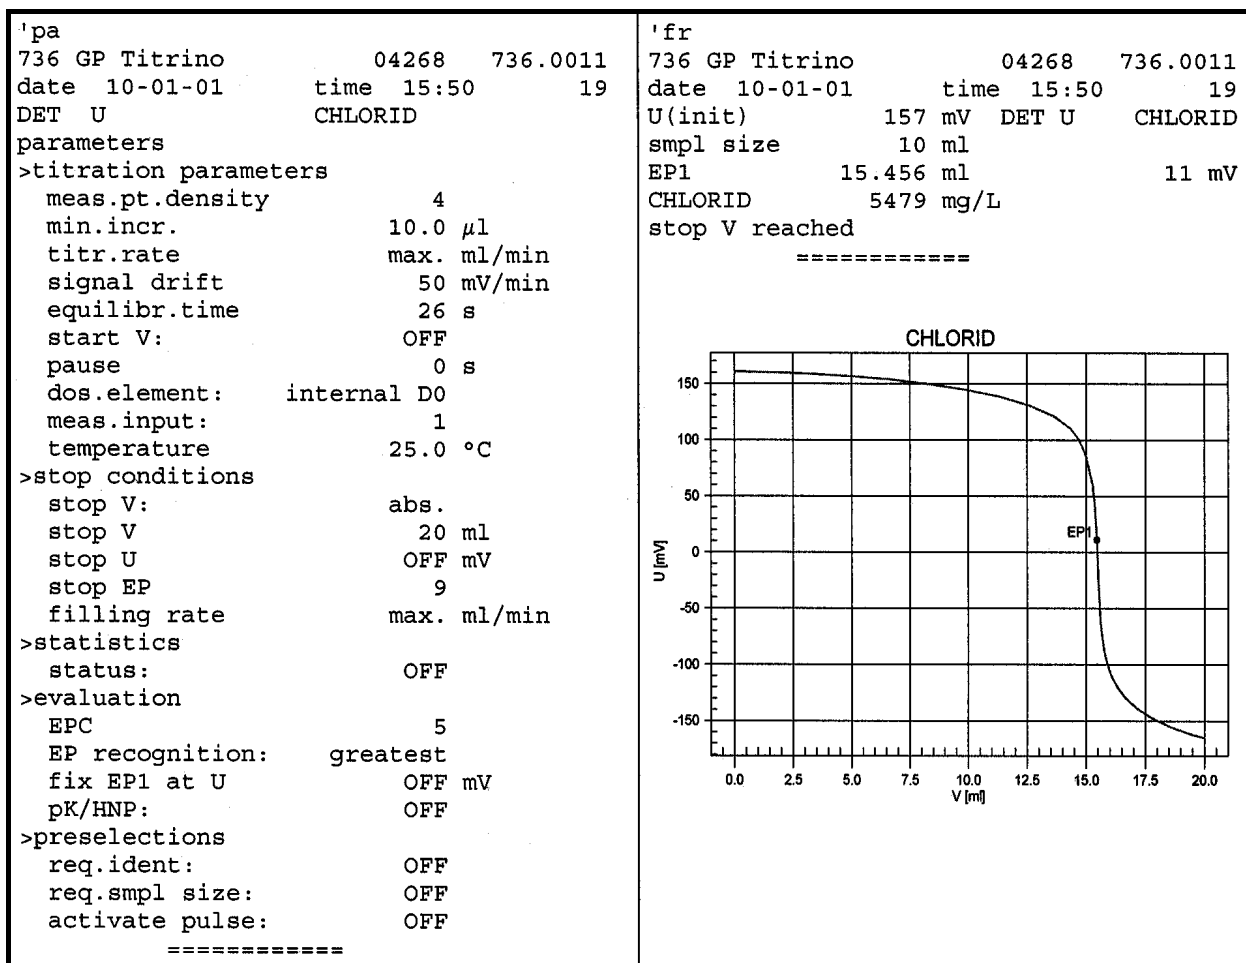 'pa
736 GP Titrino 04268 736.0011
date 10-01-01 time 15:50 19
DET U CHLORID
parameters
>titration parameters
meas.pt.density 4
min.incr. 10.0 µl
titr.rate max. ml/min
signal drift 50 mV/min
equilibr.time 26 s
start V: OFF
pause 0 s
dos.element: internal D0
meas.input: 1
temperature 25.0 °C
>stop conditions
stop V: abs.
stop V 20 ml
stop U OFF mV
stop EP 9
filling rate max. ml/min
>statistics
status: OFF
>evaluation
EPC 5
EP recognition: greatest
fix EP1 at U OFF mV
pK/HNP: OFF
>preselections
req.ident: OFF
req.smpl size: OFF
activate pulse: OFF
============
'fr
736 GP Titrino 04268 736.0011
date 10-01-01 time 15:50 19
U(init) 157 mV DET U CHLORID
smpl size 10 ml
EP1 15.456 ml 11 mV
CHLORID 5479 mg/L
stop V reached
============
CHLORID
150
100
50
EP1
0
U [mV]
-50
-100
-150
0.0 2.5 5.0 7.5 10.0 12.5 15.0 17.5 20.0
V [ml]